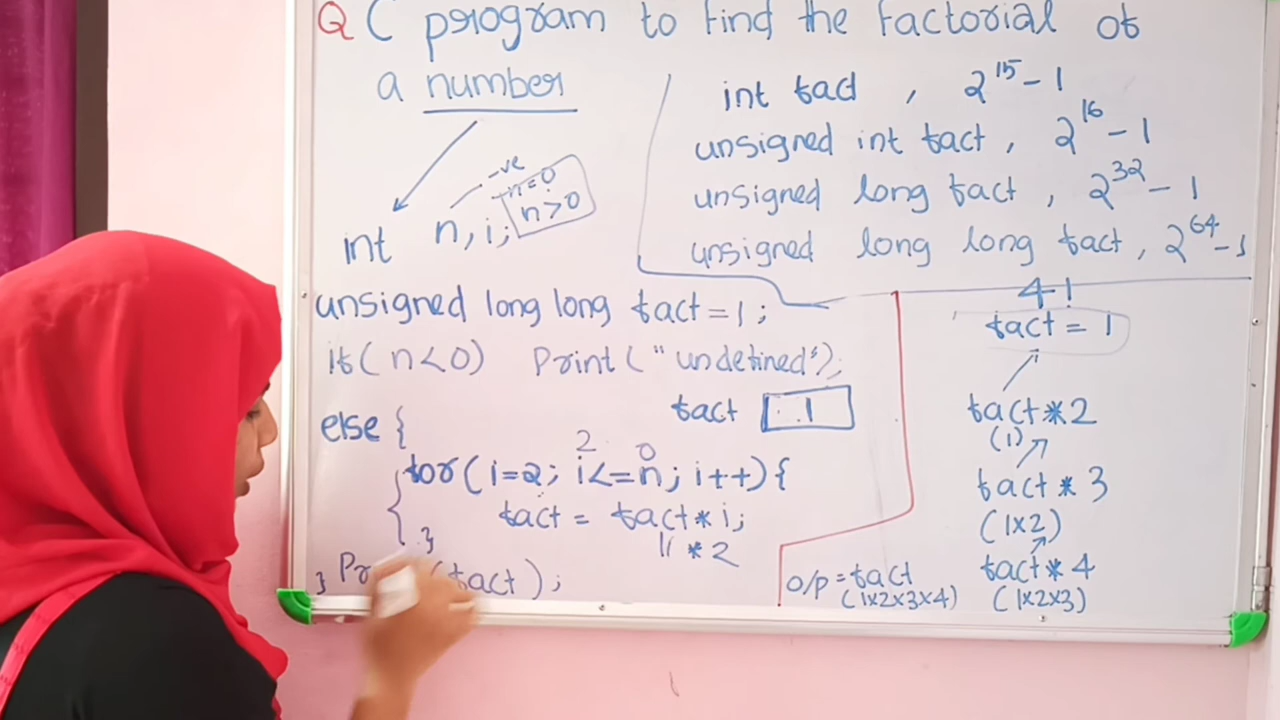 Q C program to find the factorial of
a number
int fact , 2^15 - 1
unsigned int fact , 2^16 - 1
unsigned long fact , 2^32 - 1
unsigned long long fact , 2^64 - 1
-ve
n=0
n>0
int n, i;
unsigned long long fact = 1 ;
if ( n<0) Print ( "undefined");
fact 1
else {
2 0
for ( i=2; i<=n; i++) {
fact = fact * i;
1 * 2
}
} (fact) ;
4!
fact = 1
fact * 2
(1)
fact * 3
(1x2)
fact * 4
(1x2x3)
o/p = fact
(1x2x3x4)